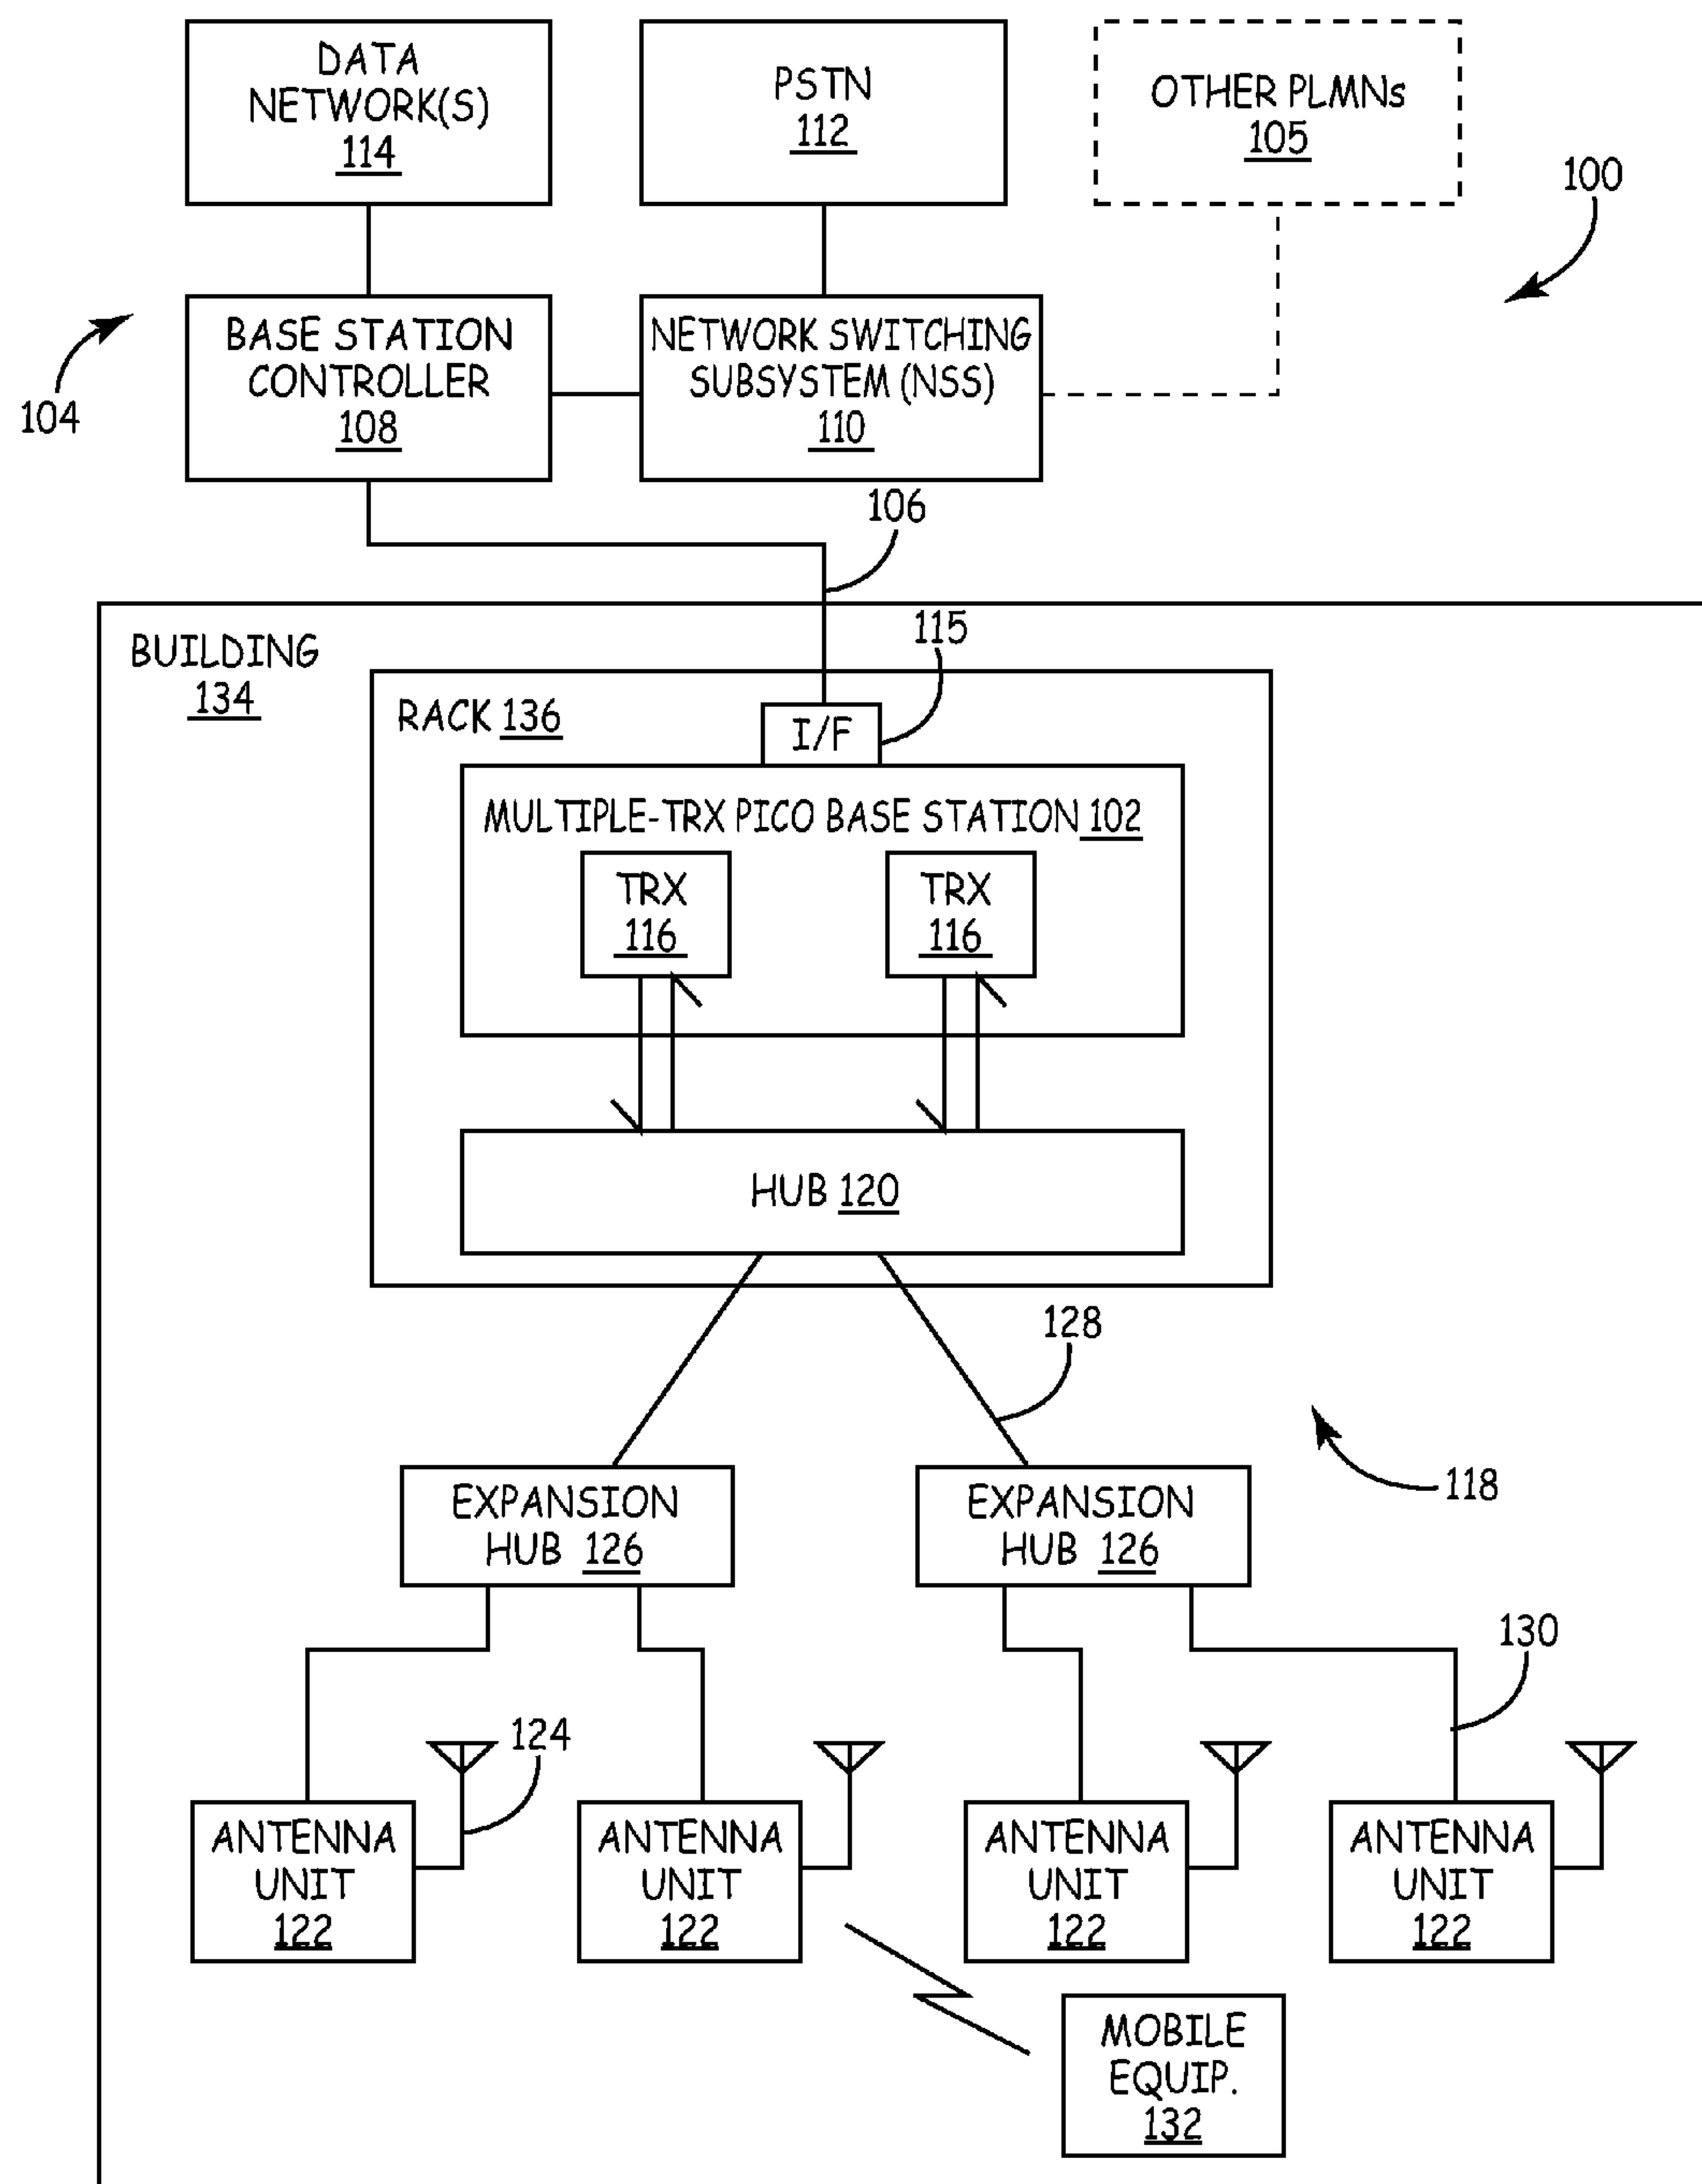 DATA
NETWORK(S)
114
PSTN
112
OTHER PLMNs
105
100
BASE STATION
CONTROLLER
108
NETWORK SWITCHING
SUBSYSTEM (NSS)
110
104
106
BUILDING
134
115
RACK 136
I/F
MULTIPLE-TRX PICO BASE STATION 102
TRX
116
TRX
116
HUB 120
128
118
EXPANSION
HUB 126
EXPANSION
HUB 126
130
124
ANTENNA
UNIT
122
ANTENNA
UNIT
122
ANTENNA
UNIT
122
ANTENNA
UNIT
122
MOBILE
EQUIP.
132